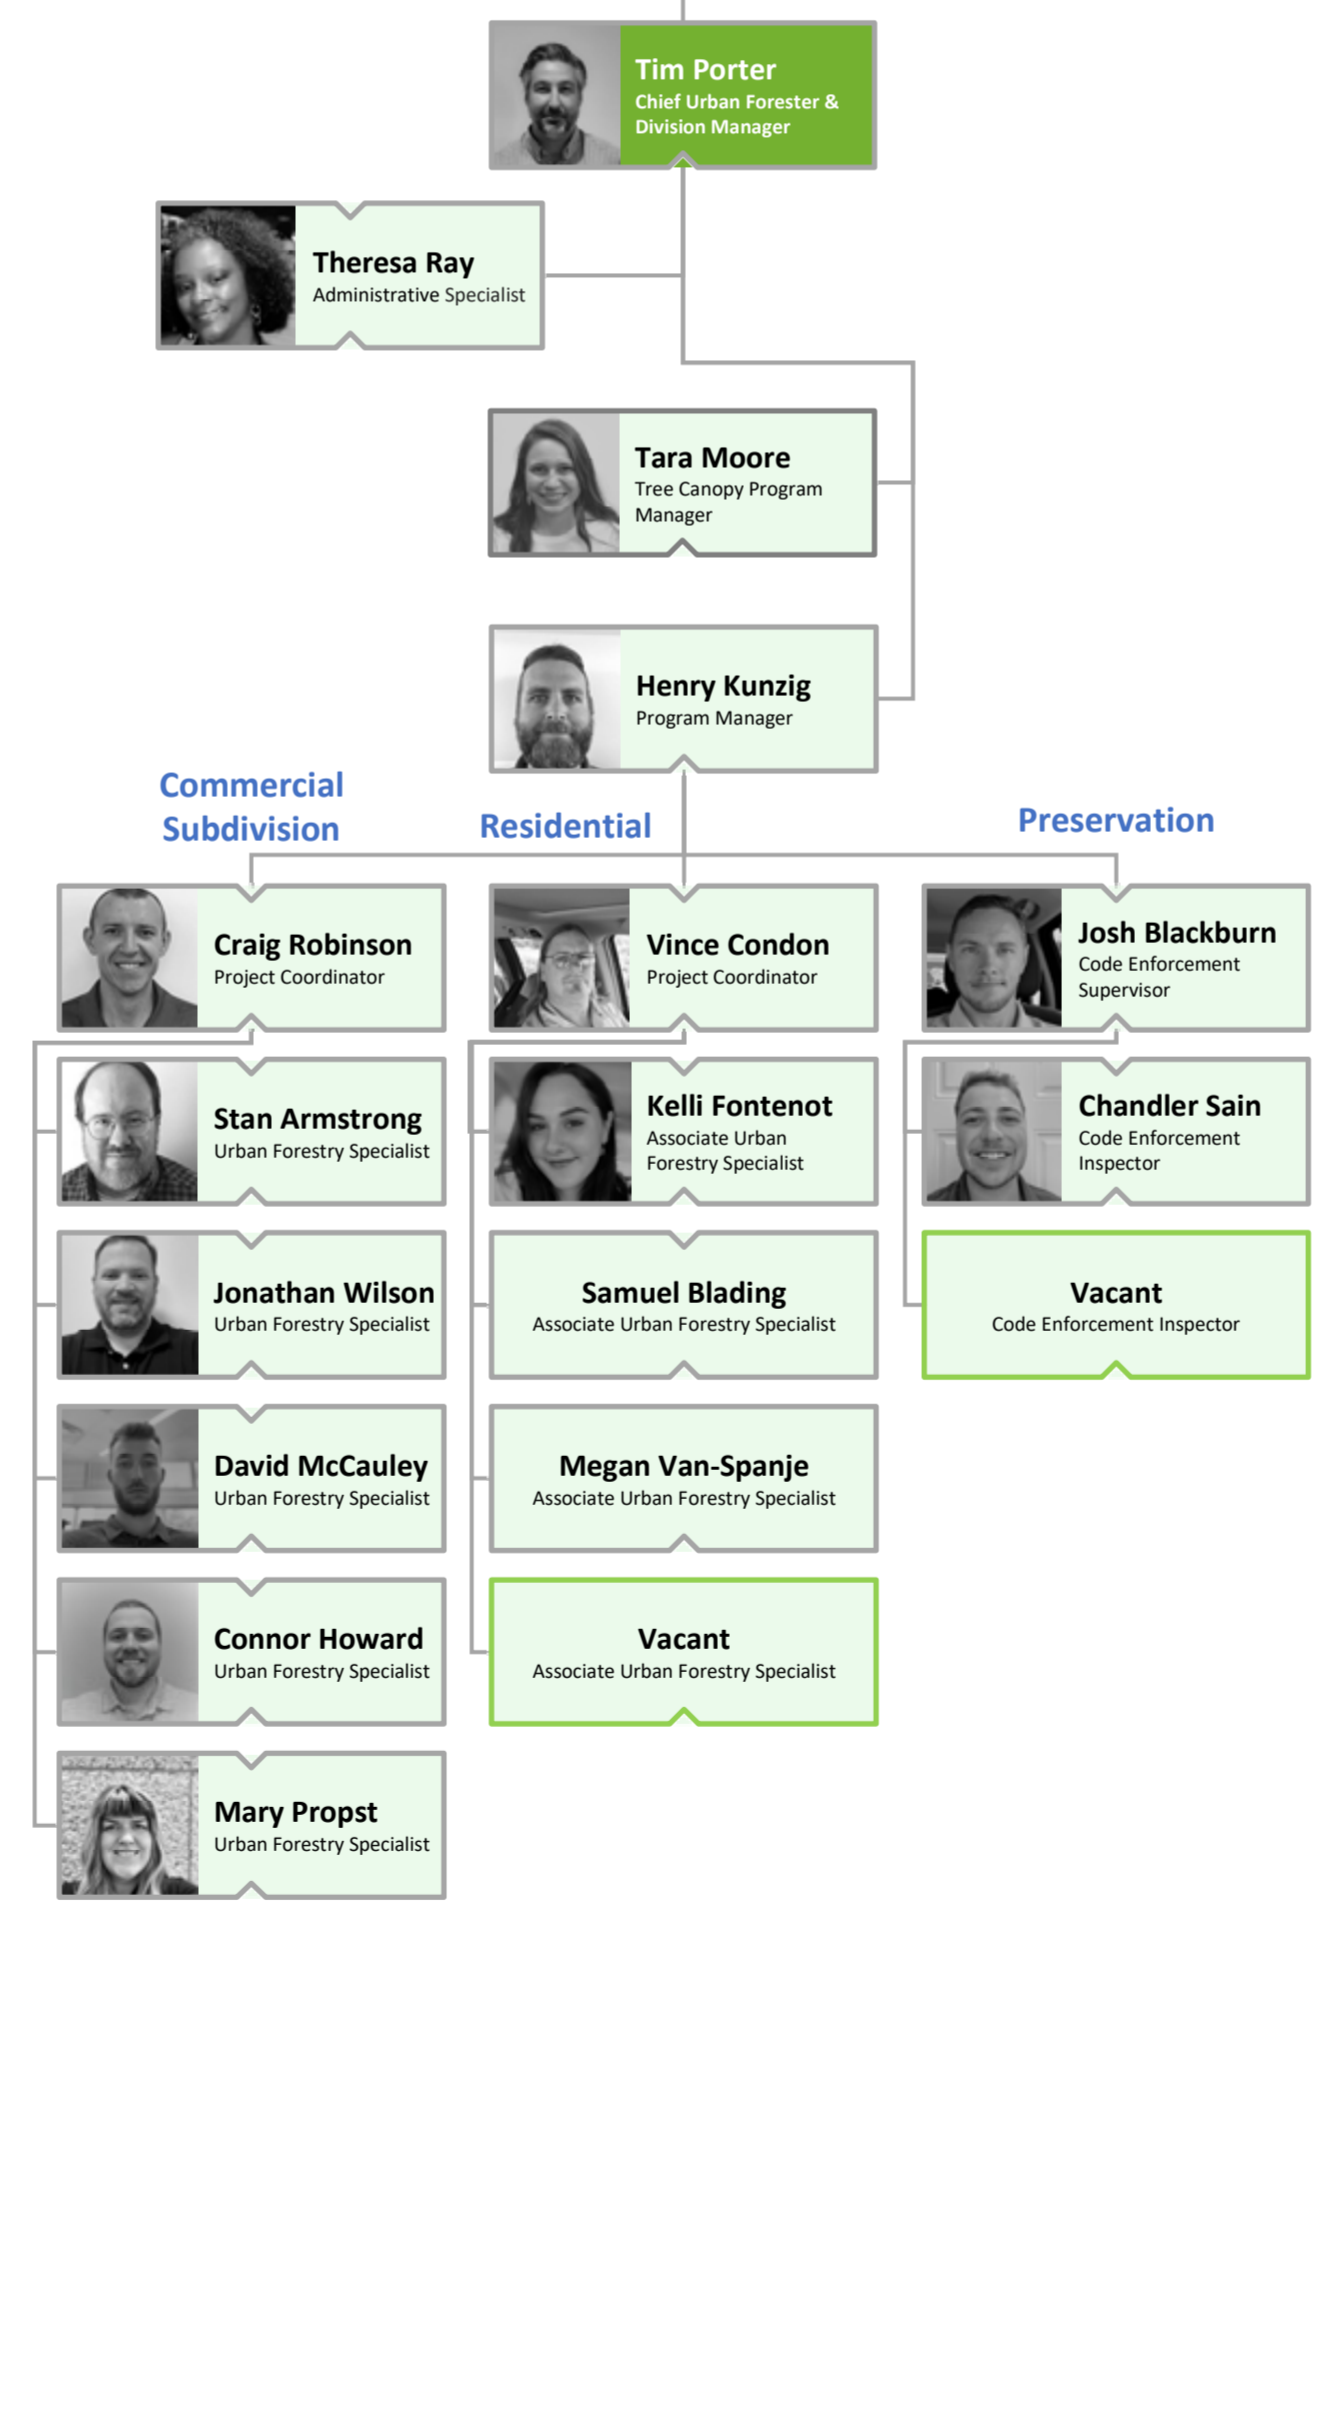 Tim Porter
Chief Urban Forester &
Division Manager
Theresa Ray
Administrative Specialist
Tara Moore
Tree Canopy Program
Manager
Henry Kunzig
Program Manager
Commercial
Subdivision
Residential
Preservation
Craig Robinson
Project Coordinator
Vince Condon
Project Coordinator
Josh Blackburn
Code Enforcement
Supervisor
Stan Armstrong
Urban Forestry Specialist
Kelli Fontenot
Associate Urban
Forestry Specialist
Chandler Sain
Code Enforcement
Inspector
Jonathan Wilson
Urban Forestry Specialist
Samuel Blading
Associate Urban Forestry Specialist
Vacant
Code Enforcement Inspector
David McCauley
Urban Forestry Specialist
Megan Van-Spanje
Associate Urban Forestry Specialist
Connor Howard
Urban Forestry Specialist
Vacant
Associate Urban Forestry Specialist
Mary Propst
Urban Forestry Specialist